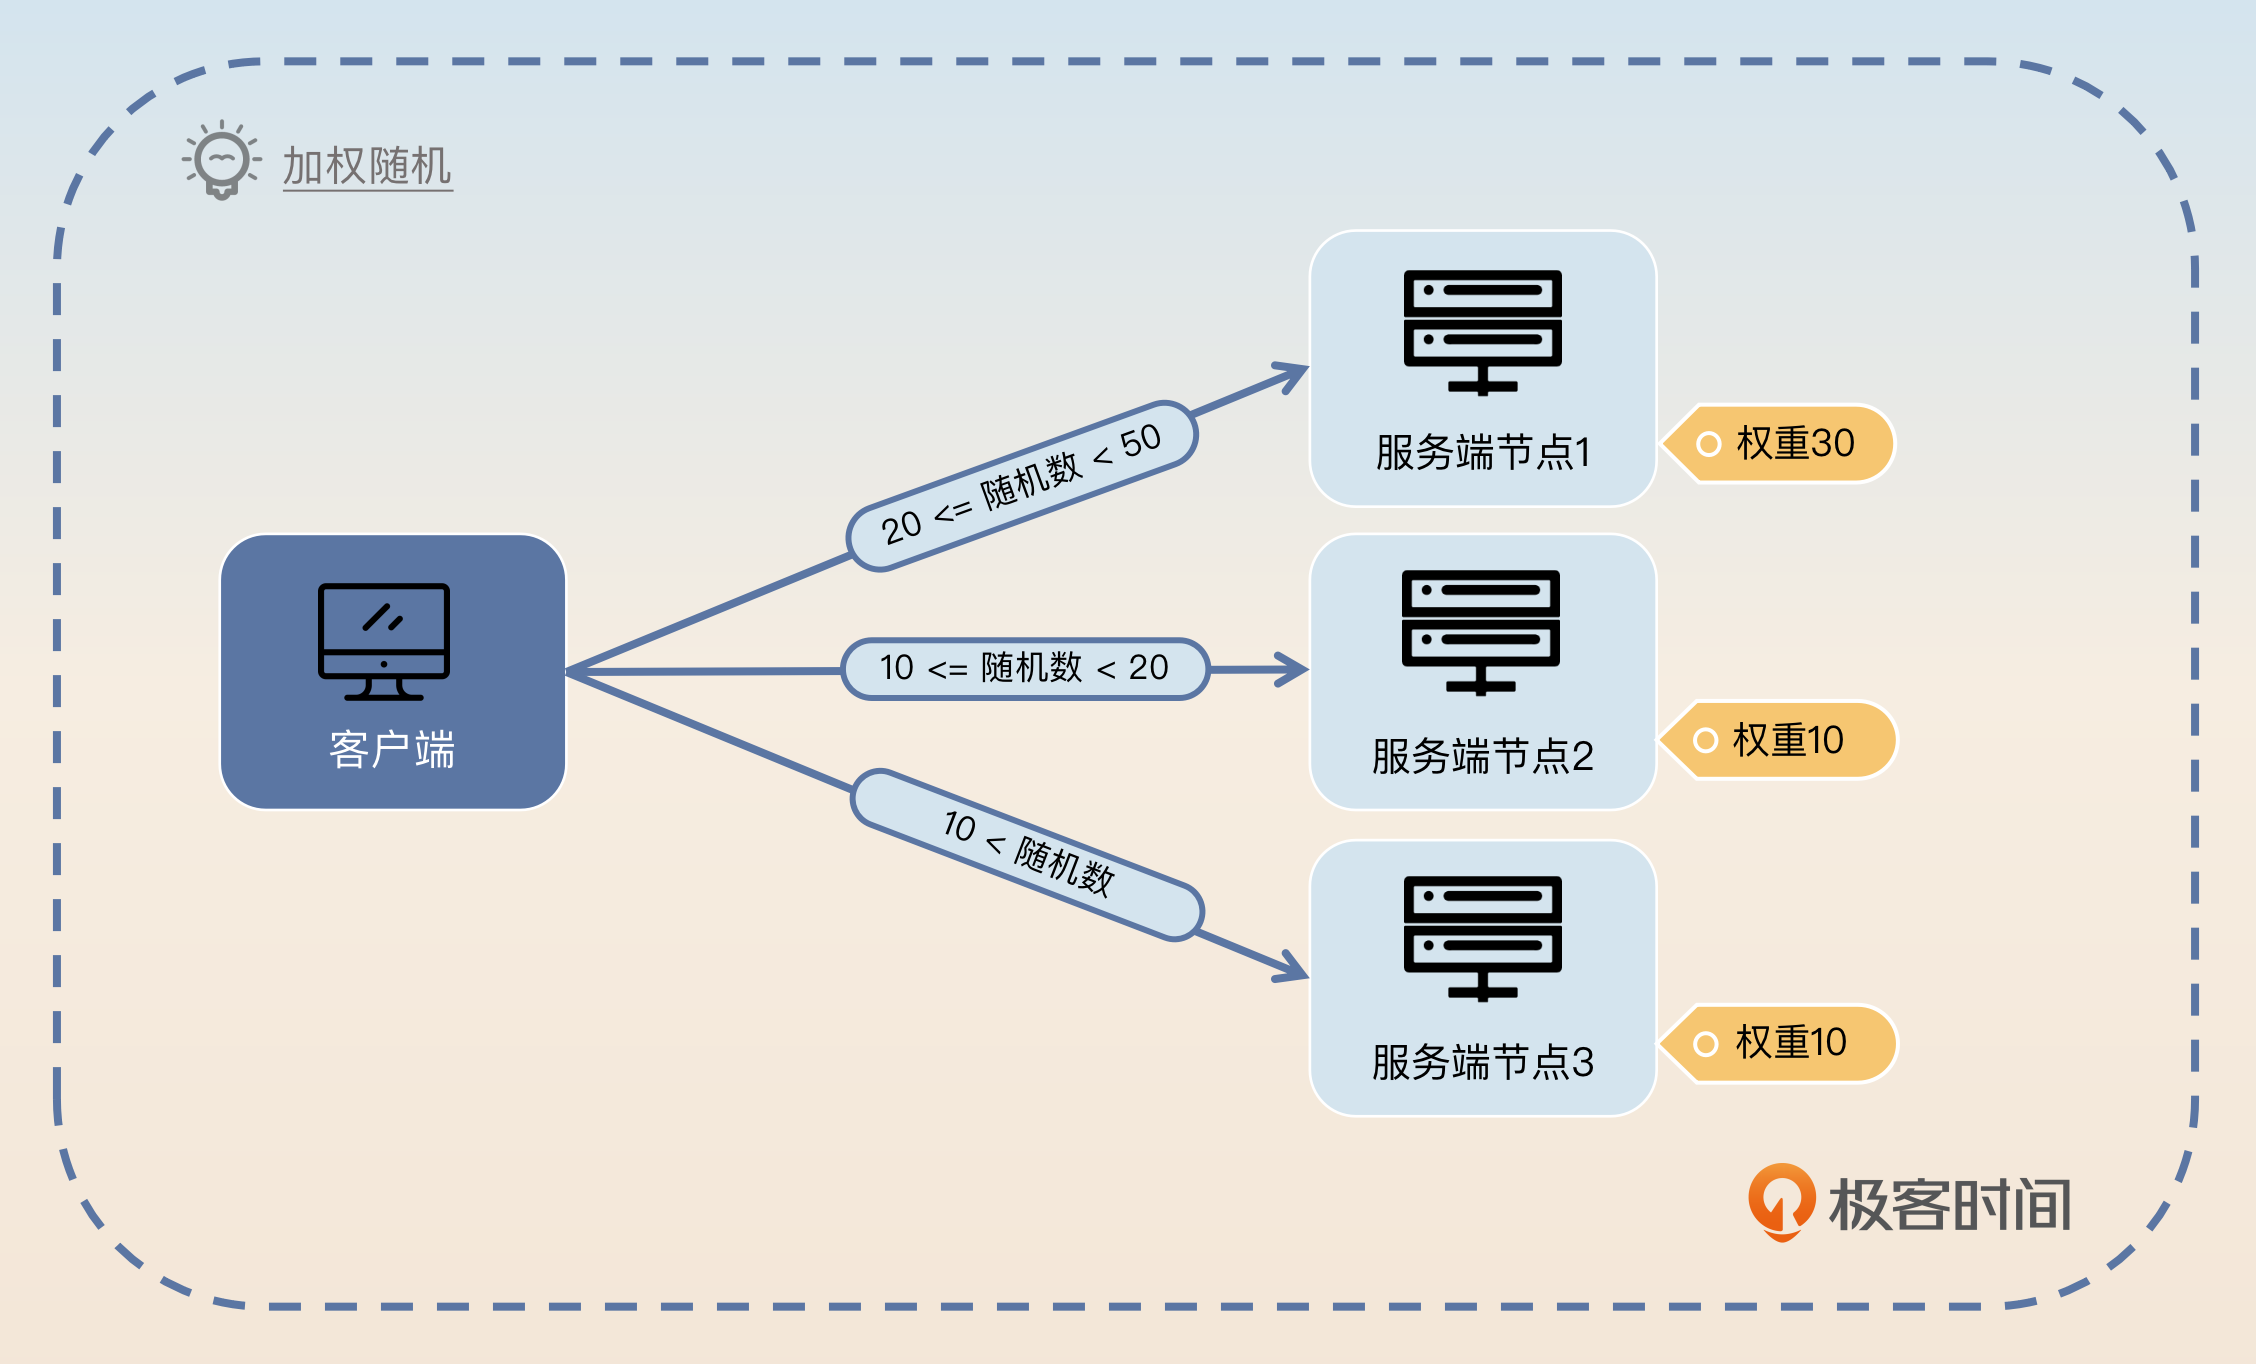 加权随机
20 <= 随机数 < 50
服务端节点1
权重30
客户端
10 <= 随机数 < 20
服务端节点2
权重10
10 < 随机数
服务端节点3
权重10
极客时间